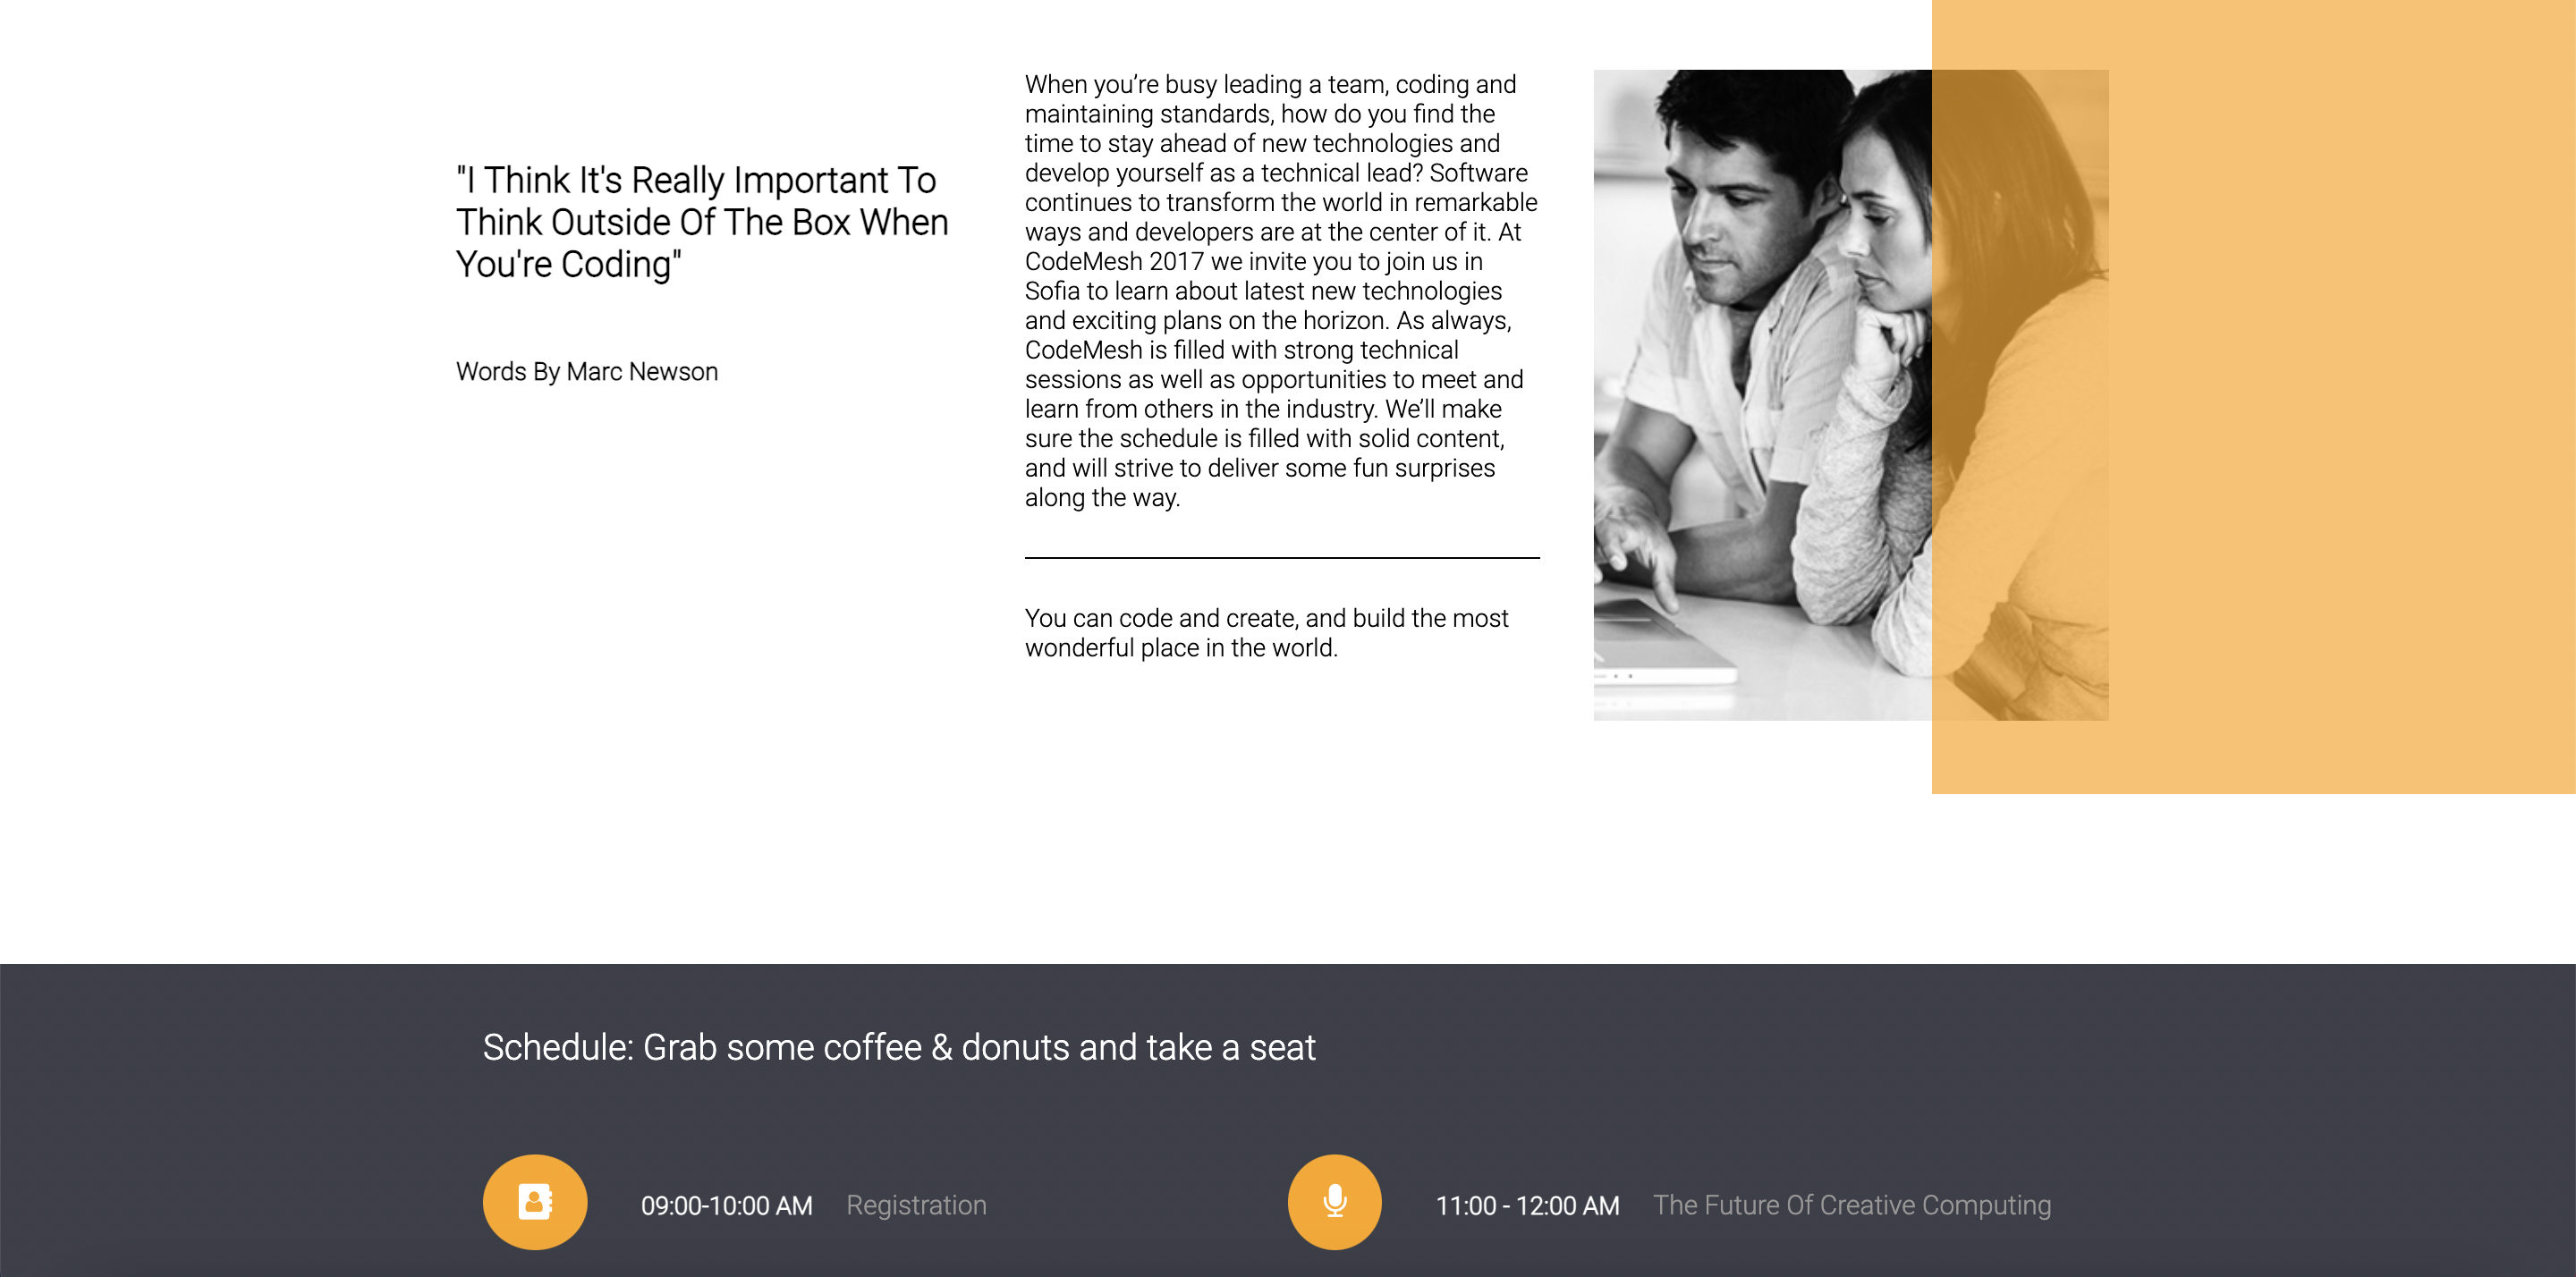 "I Think It's Really Important To
Think Outside Of The Box When
You're Coding"
Words By Marc Newson
When you’re busy leading a team, coding and
maintaining standards, how do you find the
time to stay ahead of new technologies and
develop yourself as a technical lead? Software
continues to transform the world in remarkable
ways and developers are at the center of it. At
CodeMesh 2017 we invite you to join us in
Sofia to learn about latest new technologies
and exciting plans on the horizon. As always,
CodeMesh is filled with strong technical
sessions as well as opportunities to meet and
learn from others in the industry. We’ll make
sure the schedule is filled with solid content,
and will strive to deliver some fun surprises
along the way.
You can code and create, and build the most
wonderful place in the world.
Schedule: Grab some coffee & donuts and take a seat
09:00-10:00 AM Registration
11:00 - 12:00 AM The Future Of Creative Computing